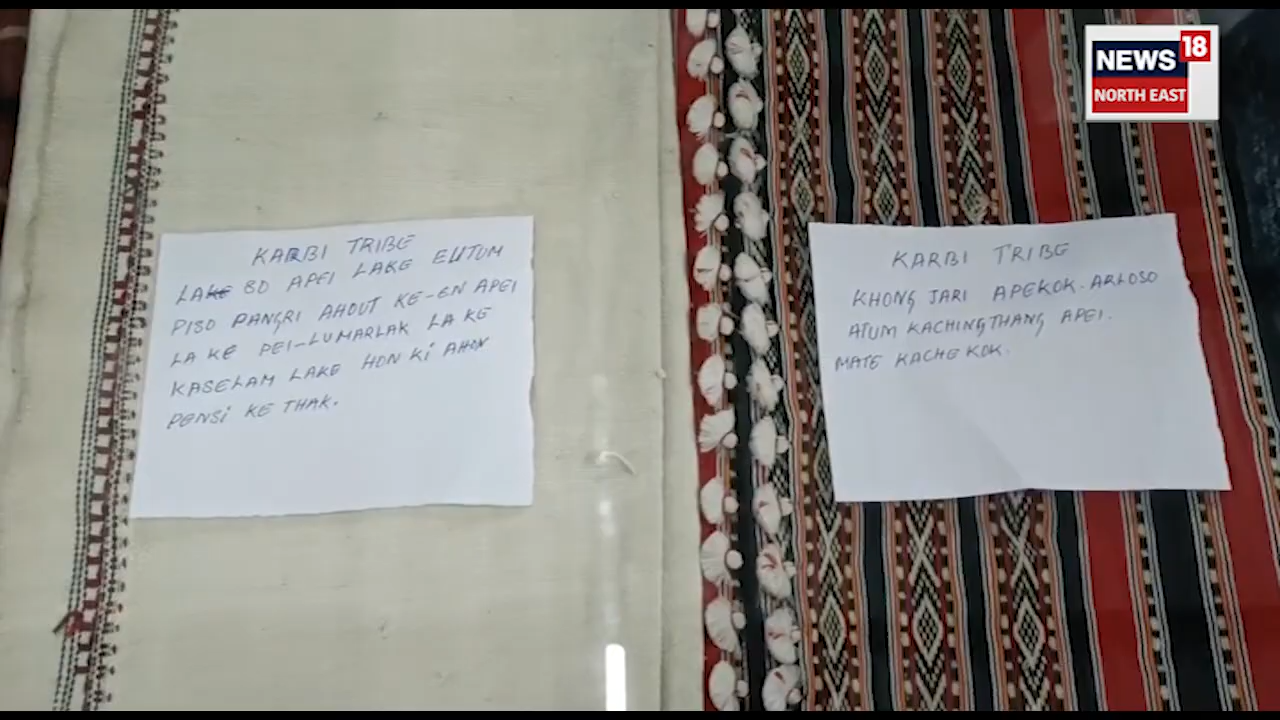 NEWS 18
NORTH EAST
KARBI TRIBE
LAKE BO APEI LAKE ELITUM
PISO PANGRI AHOUT KE-EN APEI
LA KE PEI-LUMARLAK LA KE
KASELAM LAKE HON KI AHON
PENSI KE THAK.
KARBI TRIBE
KHONG JARI APEKOK. ARLOSO
ATUM KACHINGTHANG APEI.
MATE KACHE KOK.